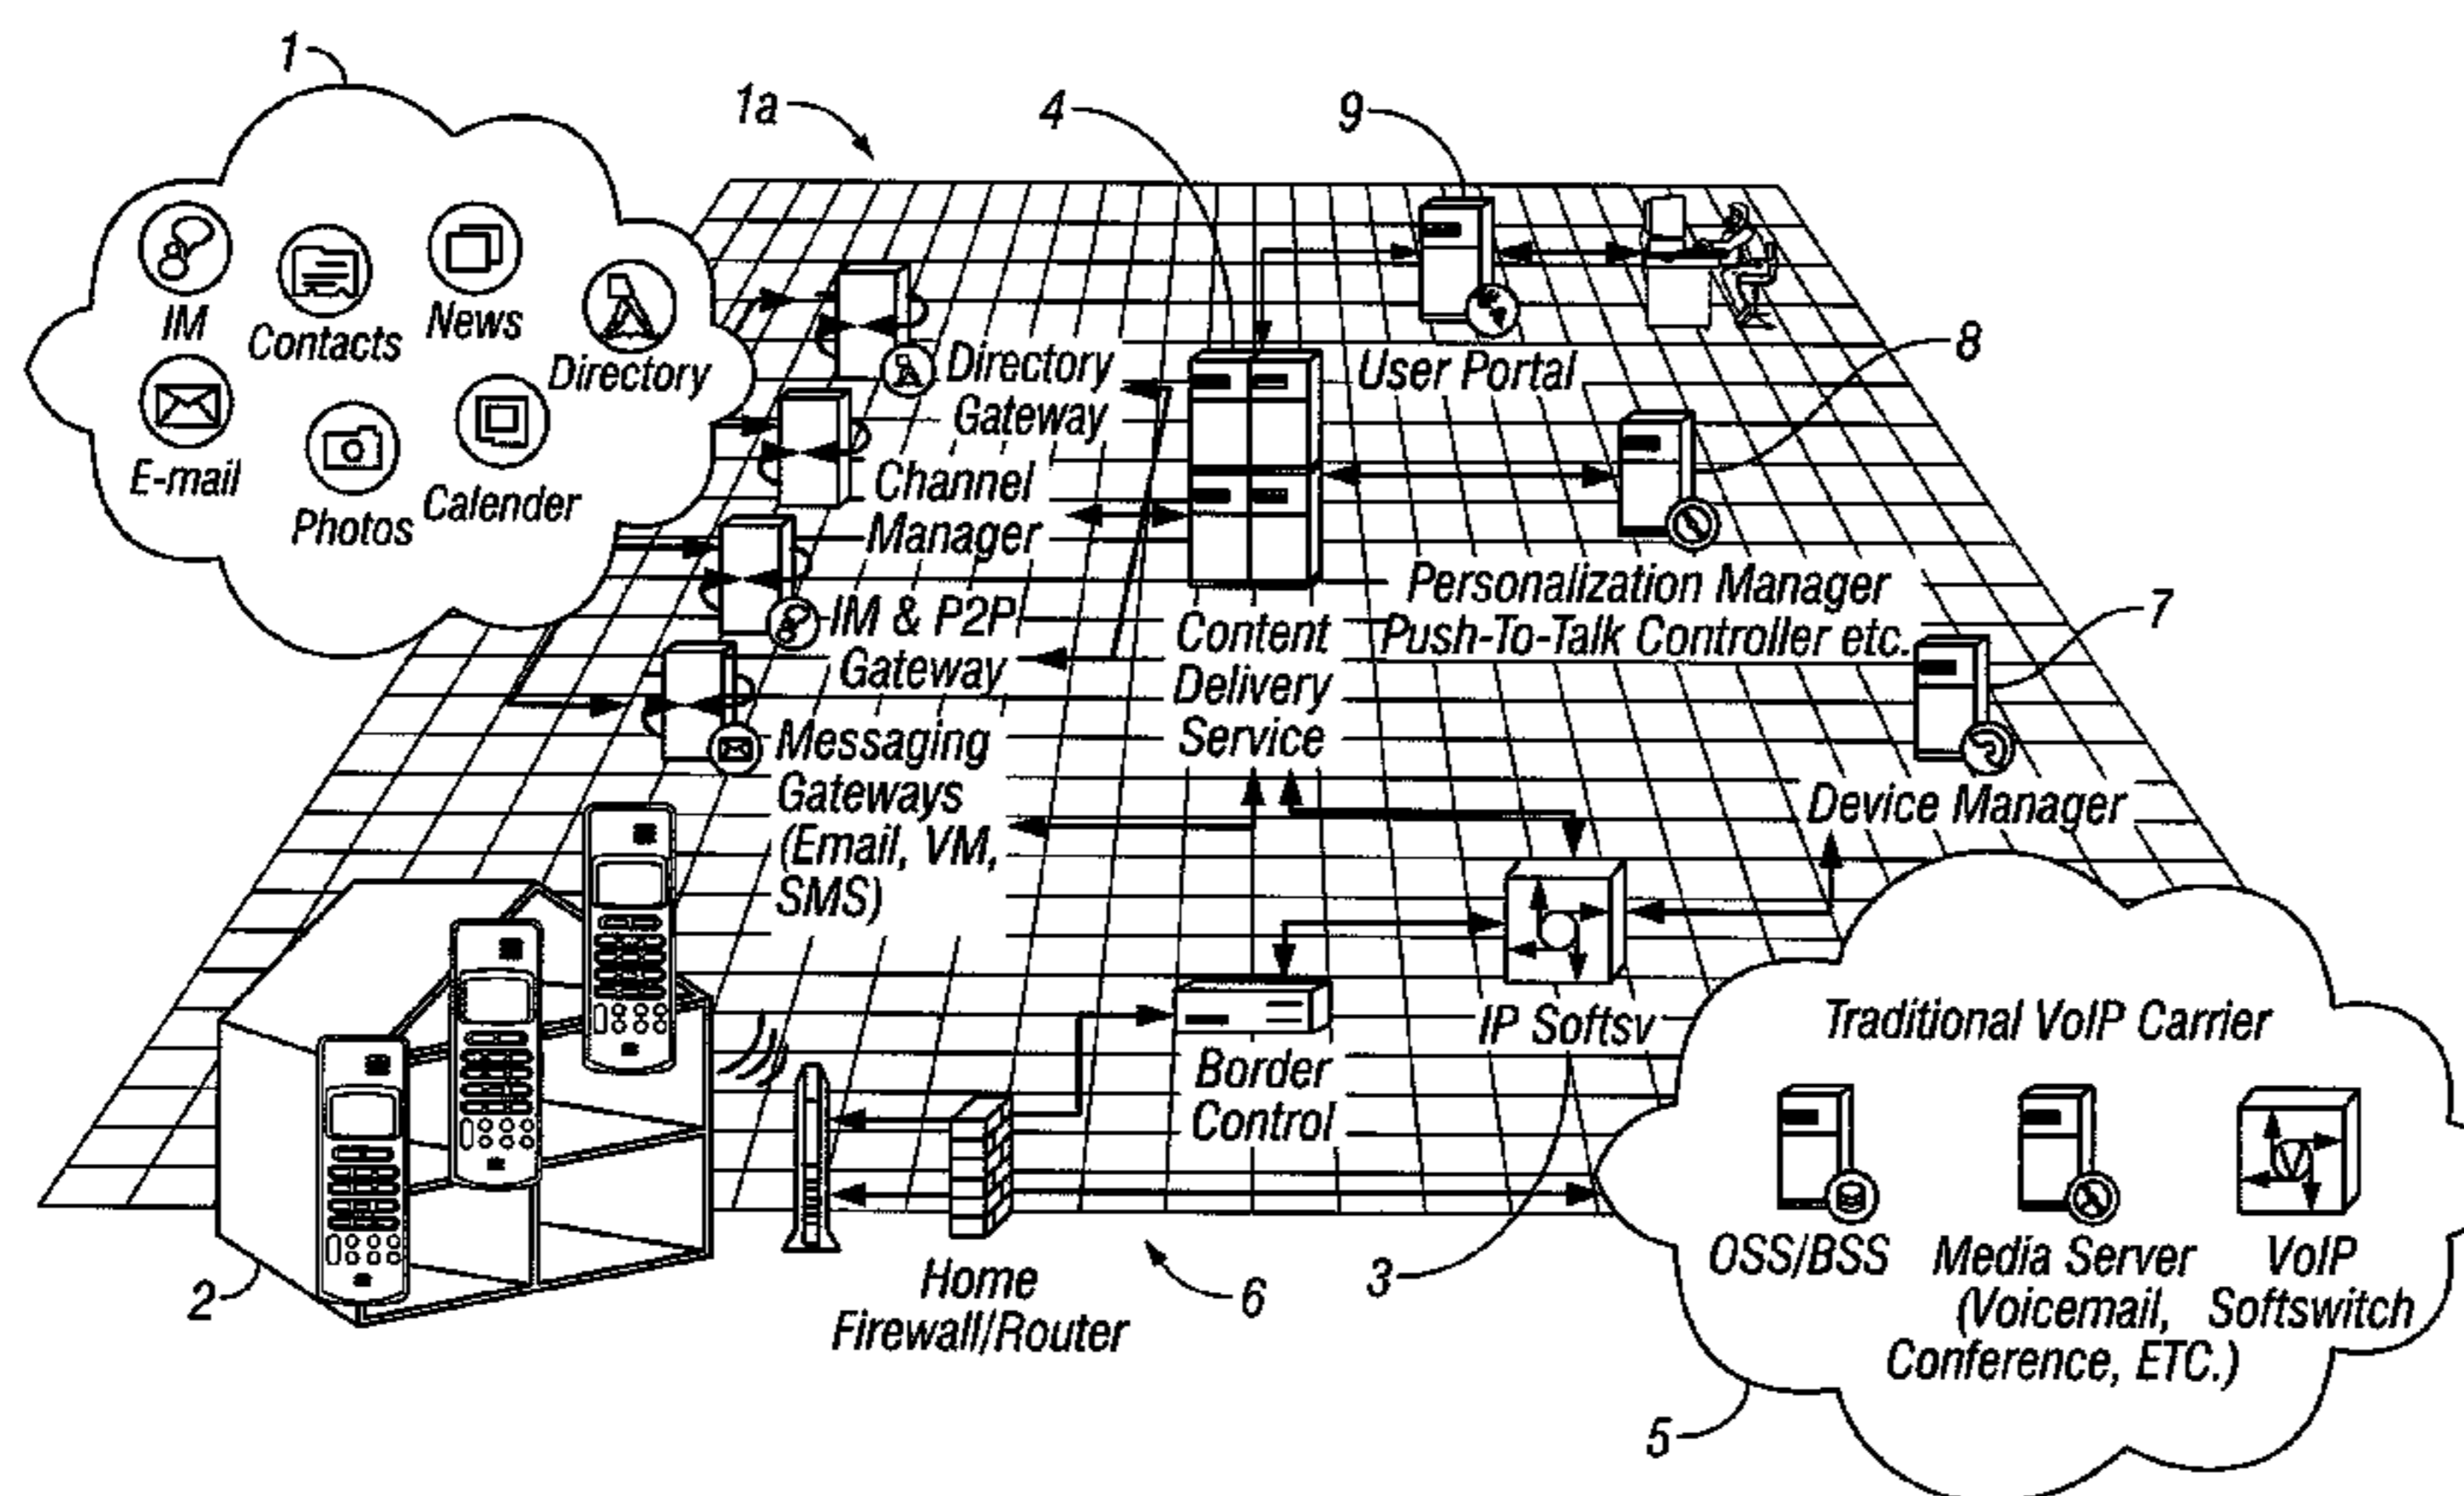 1
1a
4
9
IM
Contacts
News
Directory
E-mail
Photos
Calender
Directory
Gateway
User Portal
8
Channel
Manager
Personalization Manager
Push-To-Talk Controller etc.
7
IM & P2P
Gateway
Content
Delivery
Service
Messaging
Gateways
(Email, VM,
SMS)
Device Manager
IP Softsv
Border
Control
Traditional VoIP Carrier
OSS/BSS
Media Server
(Voicemail,
Conference, ETC.)
VoIP
Softswitch
2
Home
Firewall/Router
6
3
5